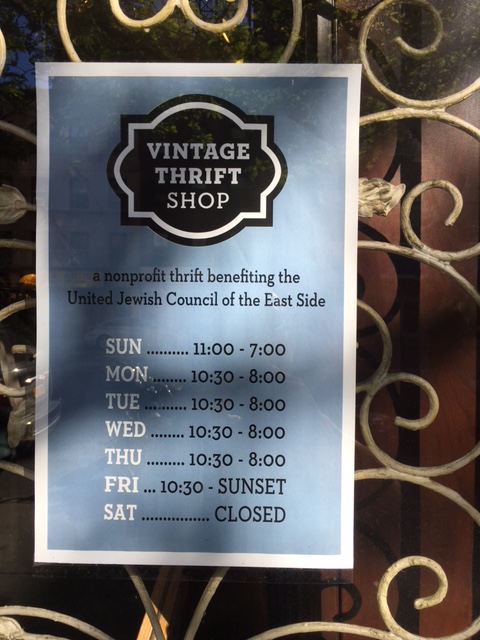 VINTAGE
THRIFT
SHOP
a nonprofit thrift benefiting the
United Jewish Council of the East Side
SUN .......... 11:00 - 7:00
MON ........ 10:30 - 8:00
TUE .......... 10:30 - 8:00
WED ........ 10:30 - 8:00
THU ......... 10:30 - 8:00
FRI ... 10:30 - SUNSET
SAT ................ CLOSED